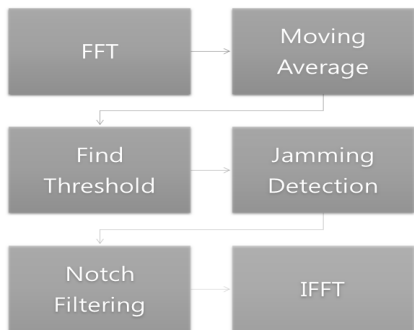 FFT
Moving
Average
Find
Threshold
Jamming
Detection
Notch
Filtering
IFFT